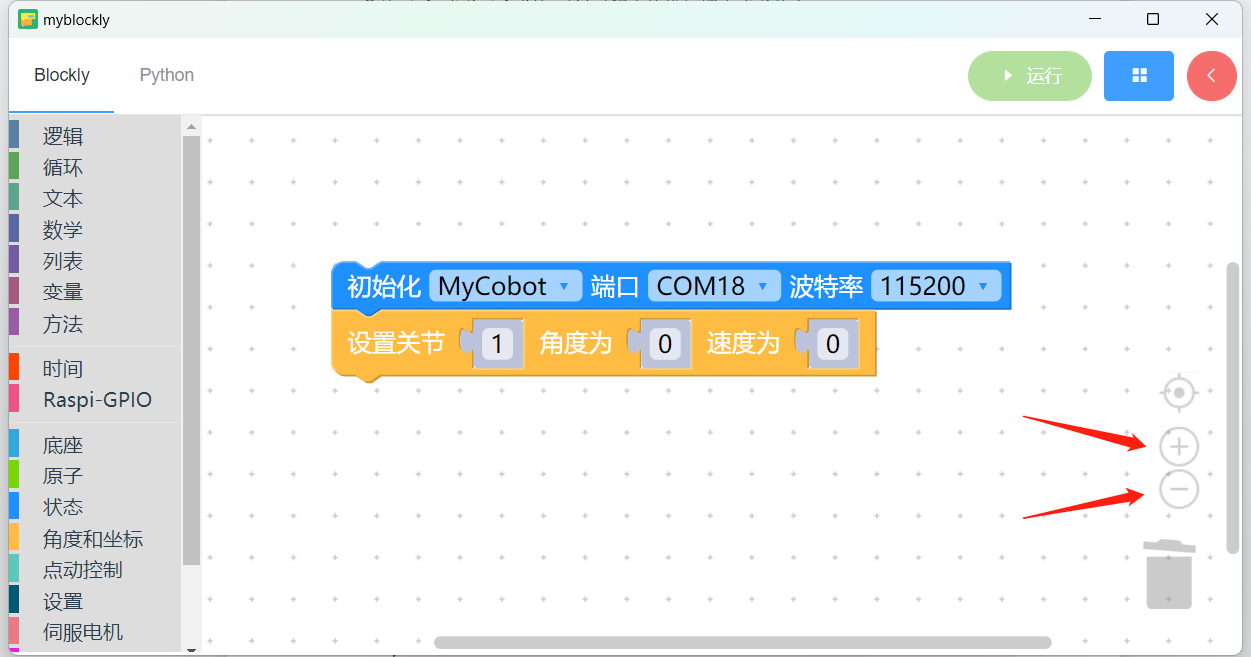 myblockly
Blockly Python 运行
逻辑
循环
文本
数学
列表
变量
方法
时间
Raspi-GPIO
底座
原子
状态
角度和坐标
点动控制
设置
伺服电机
初始化 MyCobot 端口 COM18 波特率 115200
设置关节 1 角度为 0 速度为 0